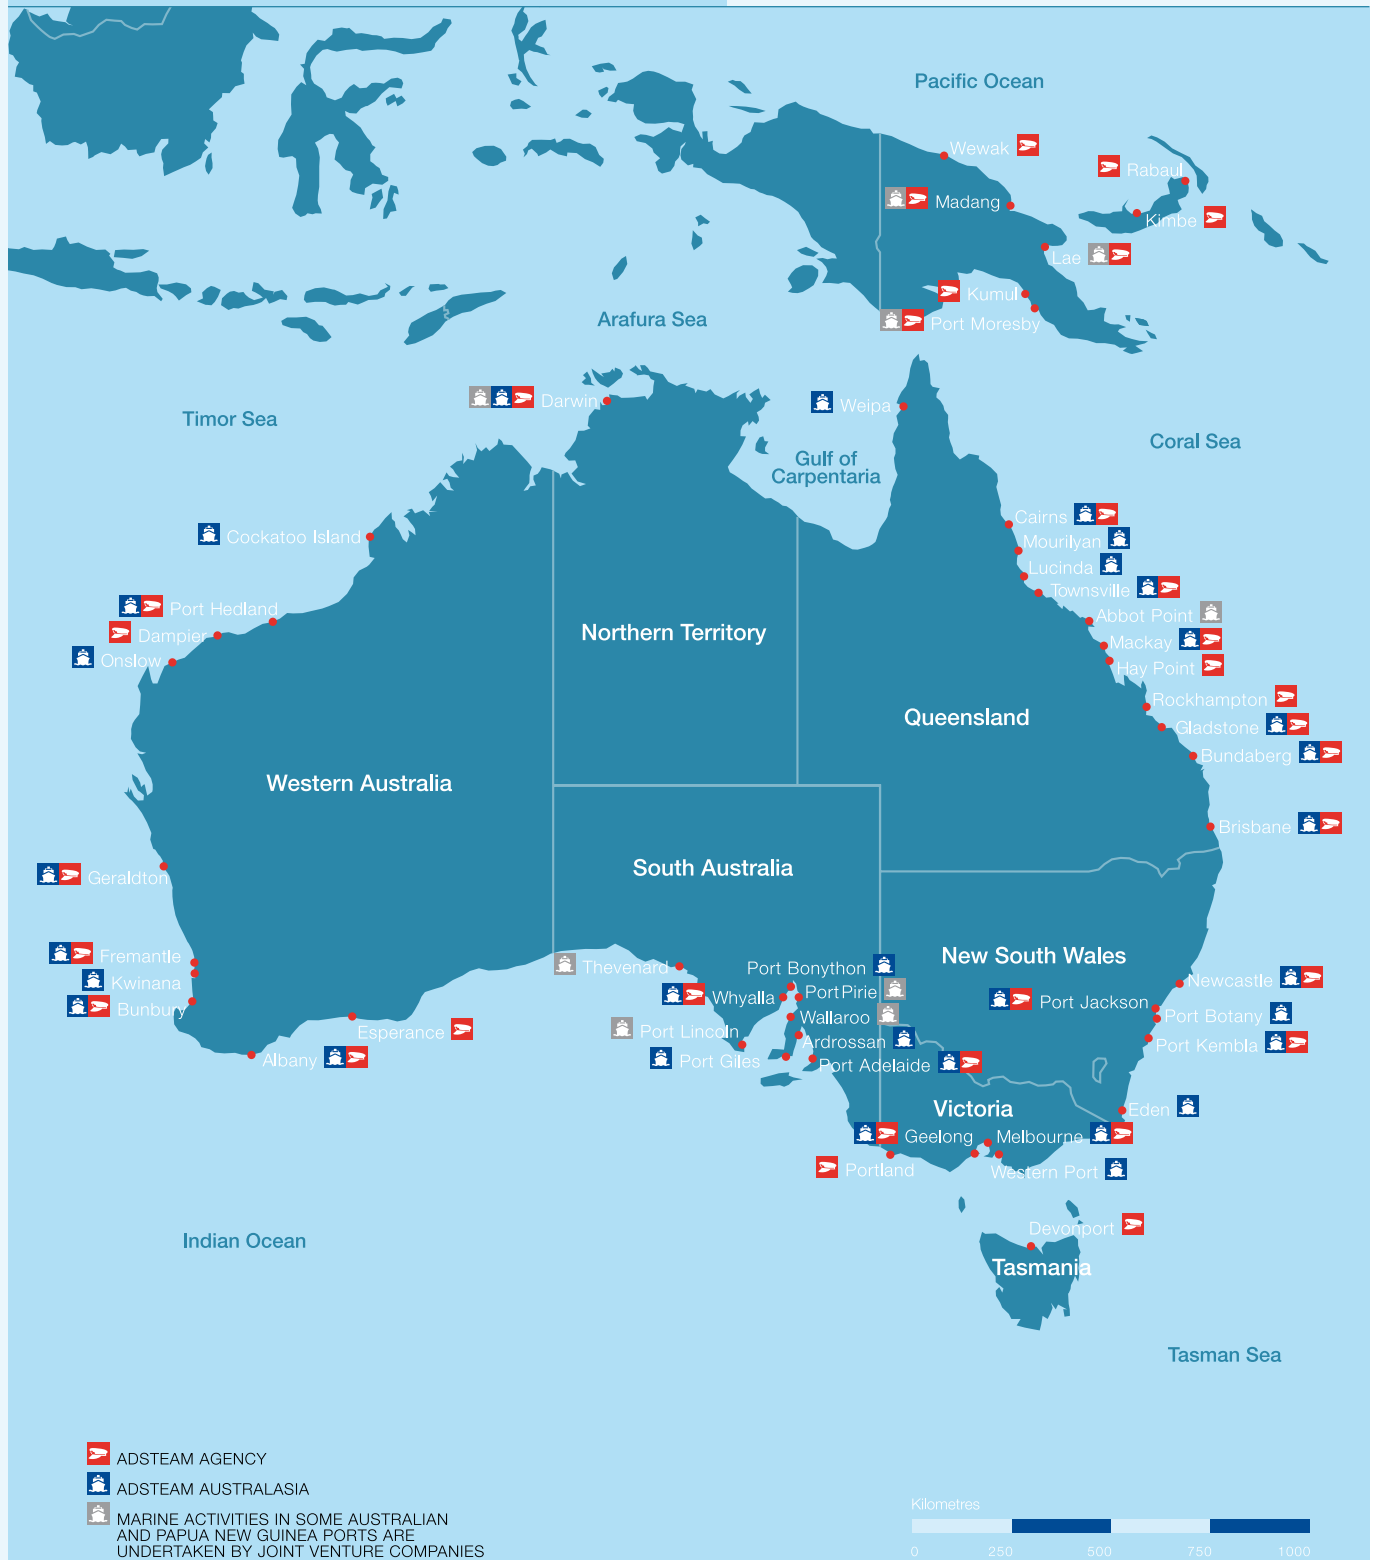 Pacific Ocean
Wewak
Rabaul
Madang
Kimbe
Lae
Kumul
Arafura Sea
Port Moresby
Darwin
Weipa
Timor Sea
Coral Sea
Gulf of
Carpentaria
Cairns
Cockatoo Island
Mourilyan
Lucinda
Townsville
Port Hedland
Abbot Point
Dampier
Northern Territory
Mackay
Onslow
Hay Point
Rockhampton
Queensland
Gladstone
Bundaberg
Western Australia
Brisbane
South Australia
Geraldton
Fremantle
New South Wales
Thevenard
Port Bonython
Kwinana
Newcastle
Whyalla
Port Pirie
Port Jackson
Bunbury
Wallaroo
Port Botany
Esperance
Port Lincoln
Ardrossan
Port Kembla
Albany
Port Giles
Port Adelaide
Victoria
Eden
Geelong
Melbourne
Portland
Western Port
Devonport
Indian Ocean
Tasmania
Tasman Sea
ADSTEAM AGENCY
ADSTEAM AUSTRALASIA
MARINE ACTIVITIES IN SOME AUSTRALIAN
AND PAPUA NEW GUINEA PORTS ARE
UNDERTAKEN BY JOINT VENTURE COMPANIES
Kilometres
0 250 500 750 1000